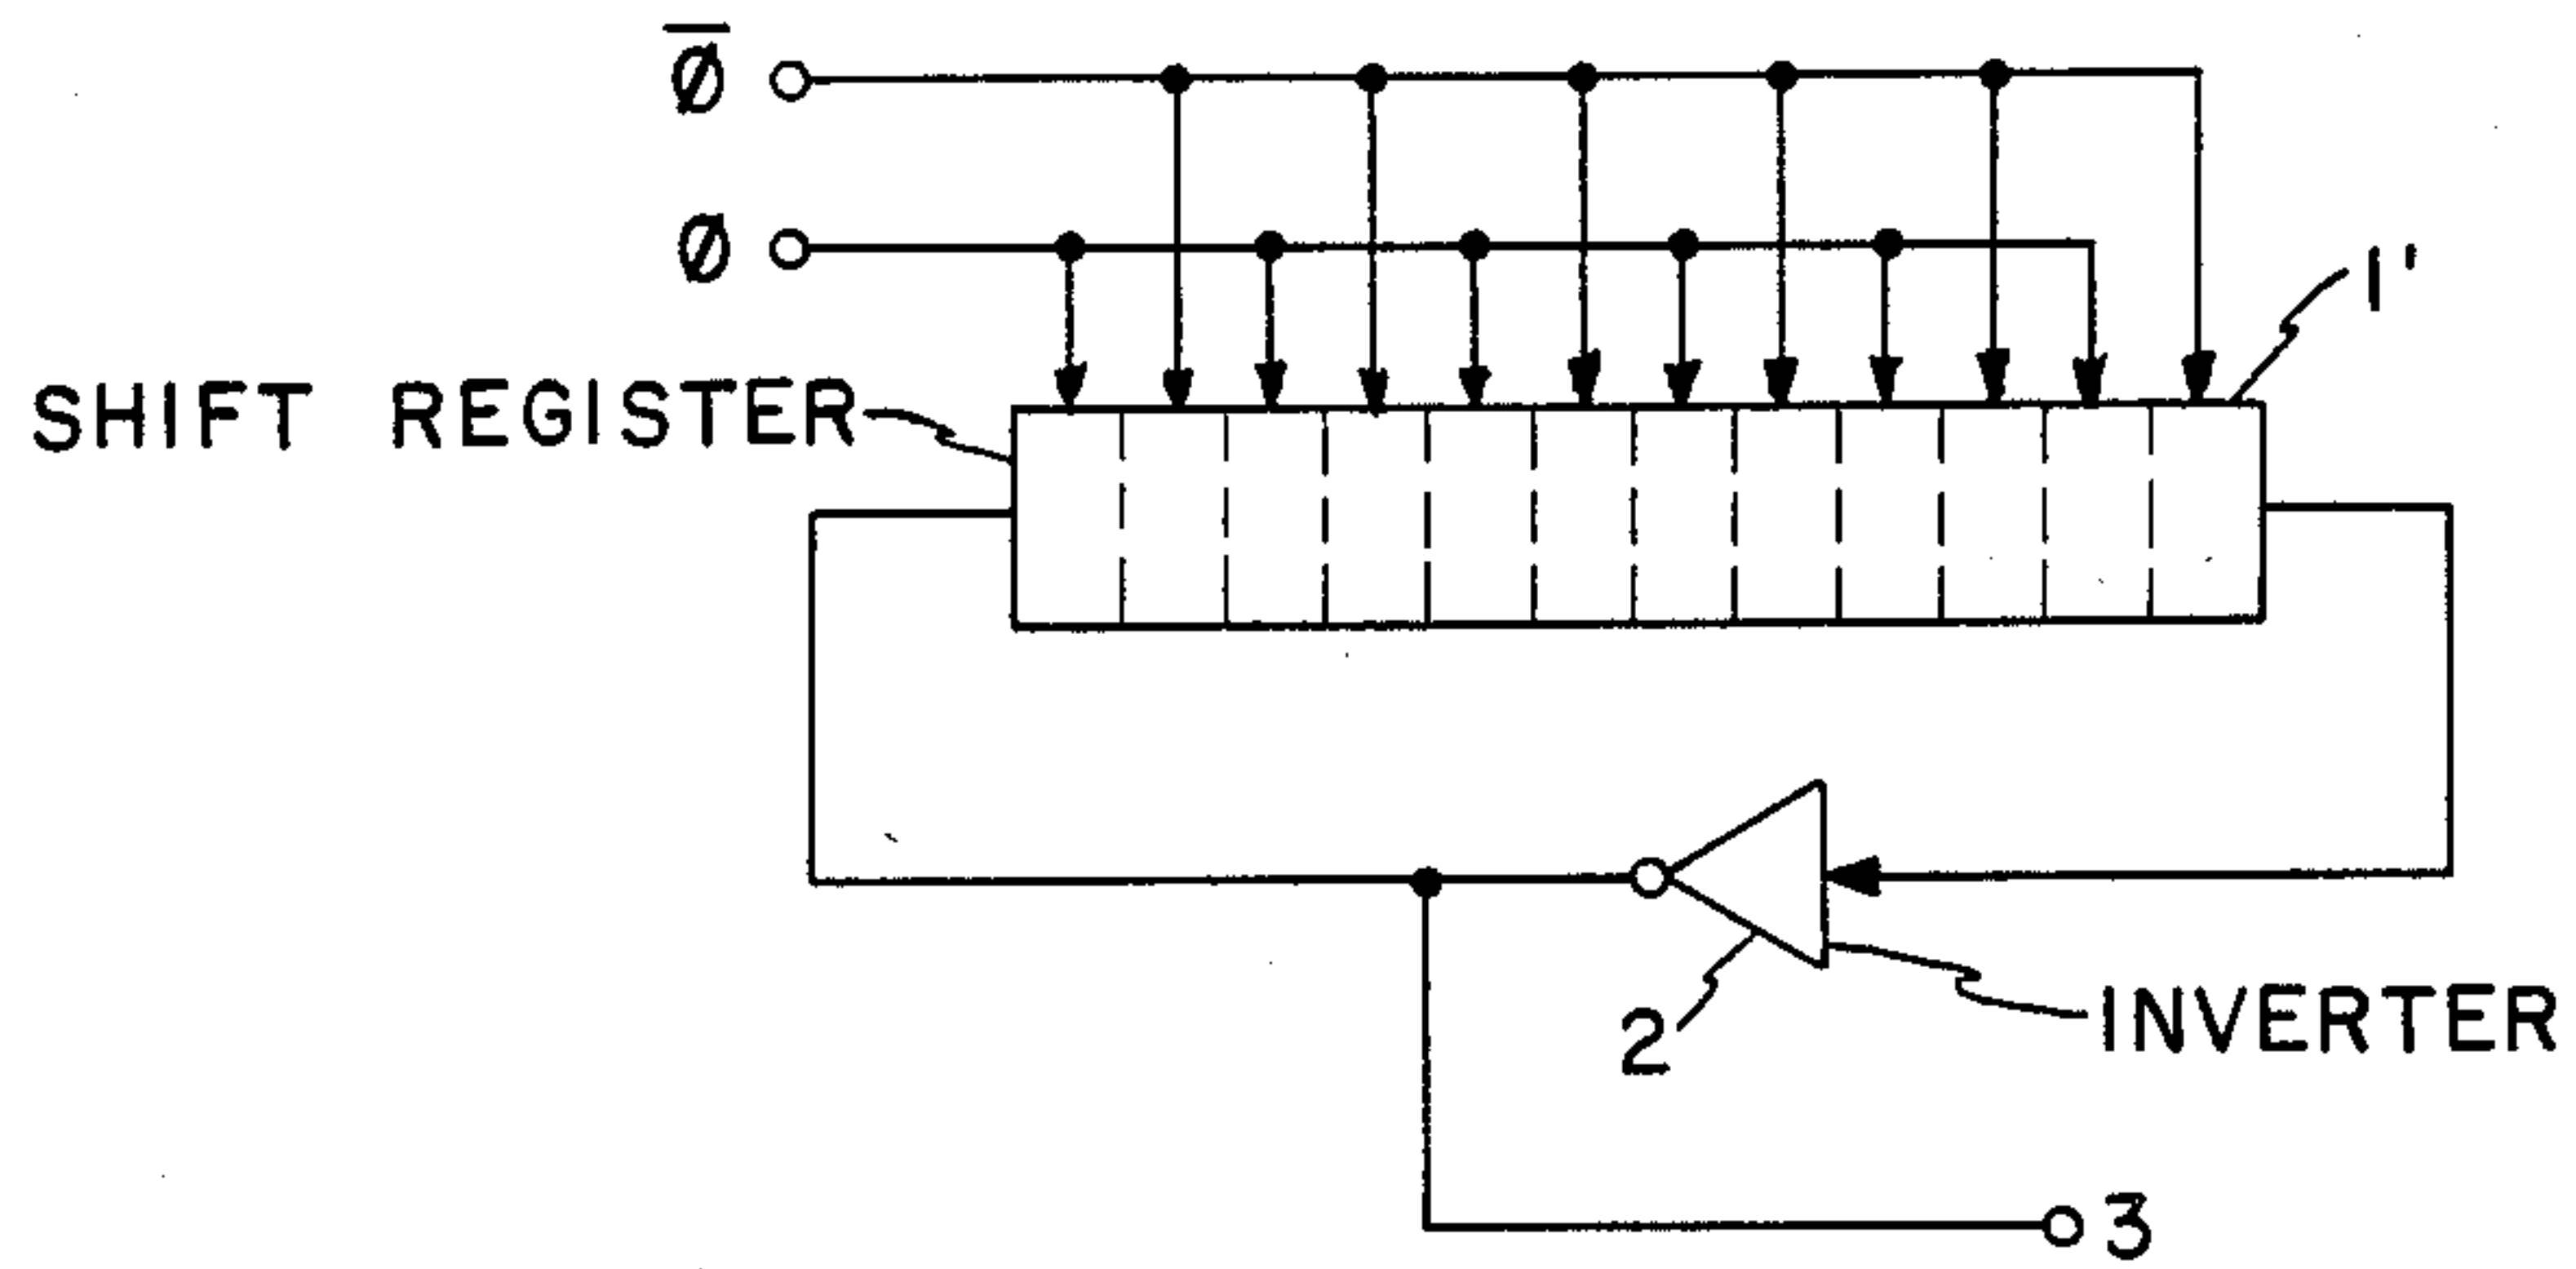 Ø̅
Ø
1'
SHIFT REGISTER
2
INVERTER
3